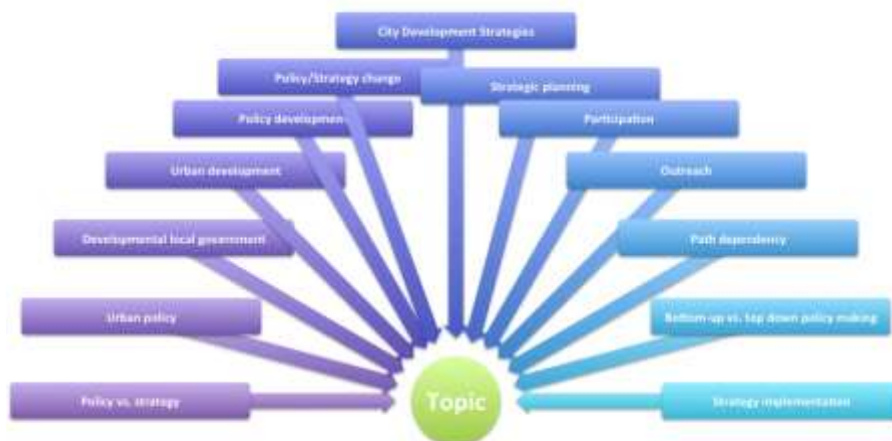 City Development Strategies
Policy/Strategy change
Strategic planning
Policy development
Participation
Urban development
Outreach
Developmental local government
Path dependency
Urban policy
Bottom-up vs. top down policy making
Policy vs. strategy
Topic
Strategy implementation